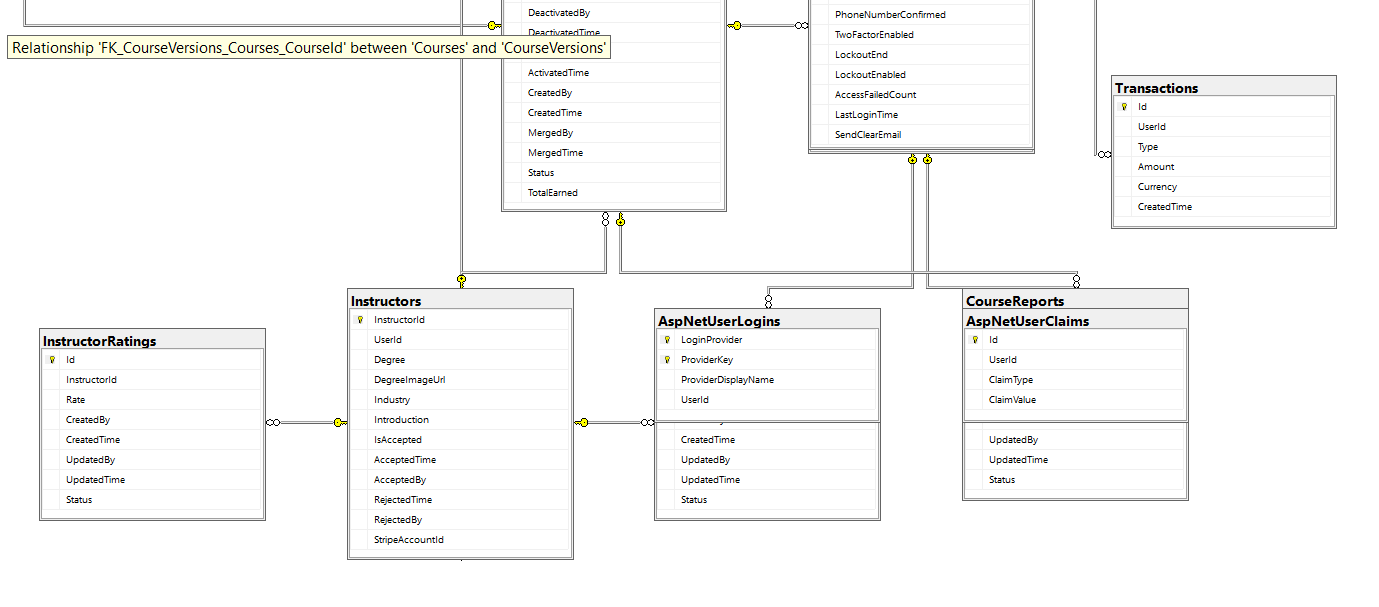 DeactivatedBy
DeactivatedTime
Relationship 'FK_CourseVersions_Courses_CourseId' between 'Courses' and 'CourseVersions'
ActivatedTime
CreatedBy
CreatedTime
MergedBy
MergedTime
Status
TotalEarned
PhoneNumberConfirmed
TwoFactorEnabled
LockoutEnd
LockoutEnabled
AccessFailedCount
LastLoginTime
SendClearEmail
Transactions
Id
UserId
Type
Amount
Currency
CreatedTime
InstructorRatings
Id
InstructorId
Rate
CreatedBy
CreatedTime
UpdatedBy
UpdatedTime
Status
Instructors
InstructorId
UserId
Degree
DegreeImageUrl
Industry
Introduction
IsAccepted
AcceptedTime
AcceptedBy
RejectedTime
RejectedBy
StripeAccountId
AspNetUserLogins
LoginProvider
ProviderKey
ProviderDisplayName
UserId
CreatedTime
UpdatedBy
UpdatedTime
Status
CourseReports
AspNetUserClaims
Id
UserId
ClaimType
ClaimValue
UpdatedBy
UpdatedTime
Status